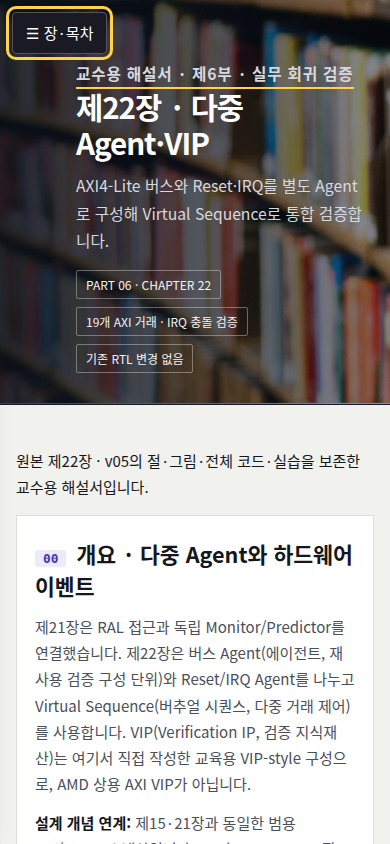 ☰ 장·목차
교수용 해설서 · 제6부 · 실무 회귀 검증
제22장 · 다중
Agent·VIP
AXI4-Lite 버스와 Reset·IRQ를 별도 Agent
로 구성해 Virtual Sequence로 통합 검증합
니다.
PART 06 · CHAPTER 22
19개 AXI 거래 · IRQ 충돌 검증
기존 RTL 변경 없음
원본 제22장 · v05의 절·그림·전체 코드·실습을 보존한
교수용 해설서입니다.
00 개요 · 다중 Agent와 하드웨어
이벤트
제21장은 RAL 접근과 독립 Monitor/Predictor를
연결했습니다. 제22장은 버스 Agent(에이전트, 재
사용 검증 구성 단위)와 Reset/IRQ Agent를 나누고
Virtual Sequence(버추얼 시퀀스, 다중 거래 제어)
를 사용합니다. VIP(Verification IP, 검증 지식재
산)는 여기서 직접 작성한 교육용 VIP-style 구성으
로, AMD 상용 AXI VIP가 아닙니다.
설계 개념 연계: 제15·21장과 동일한 범용